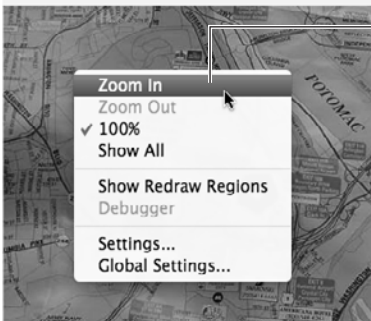 POTOMAC
Zoom In
Zoom Out
✓ 100%
Show All
Show Redraw Regions
Debugger
Settings...
Global Settings...